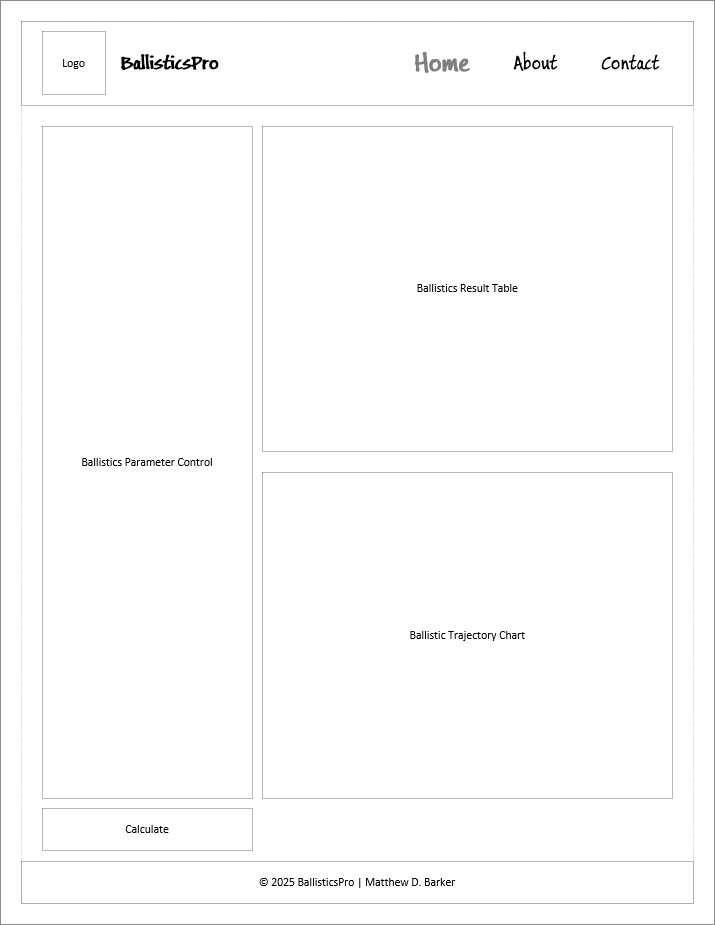 Logo
BallisticsPro
Home
About
Contact
Ballistics Parameter Control
Ballistics Result Table
Ballistic Trajectory Chart
Calculate
© 2025 BallisticsPro | Matthew D. Barker